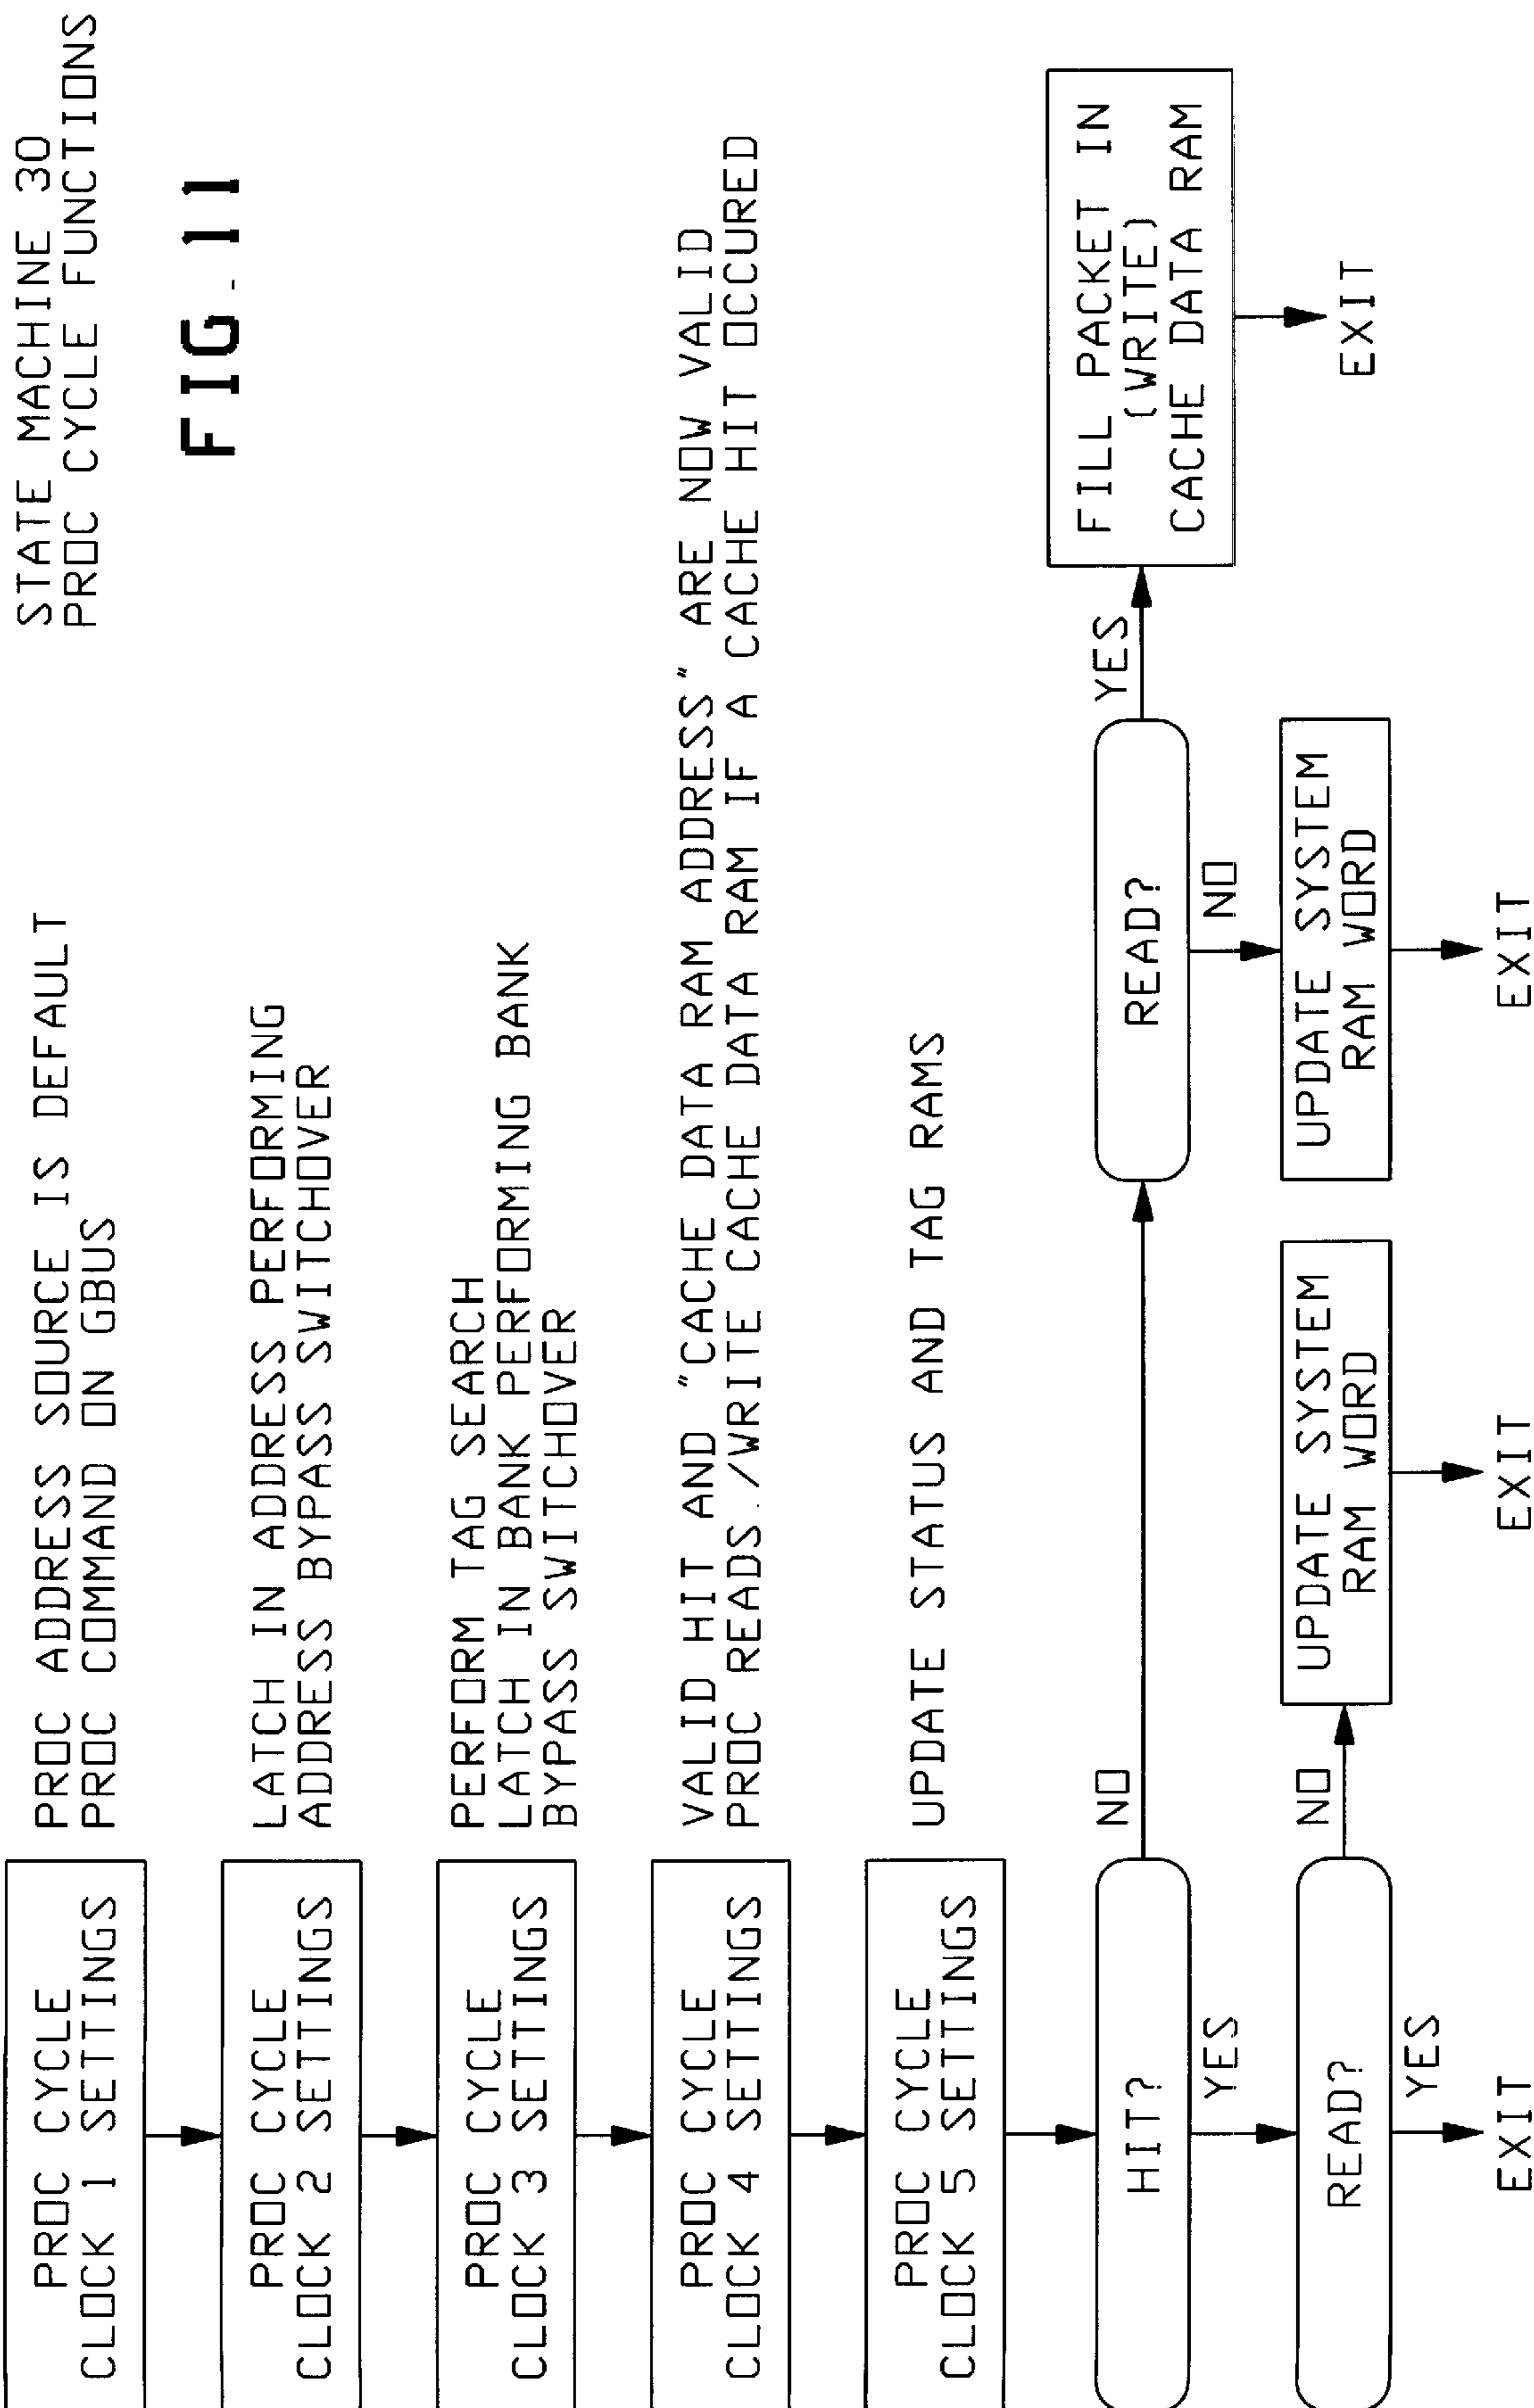 STATE MACHINE 30
PROC CYCLE FUNCTIONS
FIG. 11
PROC CYCLE
CLOCK 1 SETTINGS
PROC ADDRESS SOURCE IS DEFAULT
PROC COMMAND ON GBUS
PROC CYCLE
CLOCK 2 SETTINGS
LATCH IN ADDRESS PERFORMING
ADDRESS BYPASS SWITCHOVER
PROC CYCLE
CLOCK 3 SETTINGS
PERFORM TAG SEARCH
LATCH IN BANK PERFORMING BANK
BYPASS SWITCHOVER
PROC CYCLE
CLOCK 4 SETTINGS
VALID HIT AND "CACHE DATA RAM ADDRESS" ARE NOW VALID
PROC READS./WRITE CACHE DATA RAM IF A CACHE HIT OCCURED
PROC CYCLE
CLOCK 5 SETTINGS
UPDATE STATUS AND TAG RAMS
HIT?
NO
READ?
YES
FILL PACKET IN
(WRITE)
CACHE DATA RAM
EXIT
YES
NO
READ?
NO
UPDATE SYSTEM
RAM WORD
UPDATE SYSTEM
RAM WORD
YES
EXIT
EXIT
EXIT